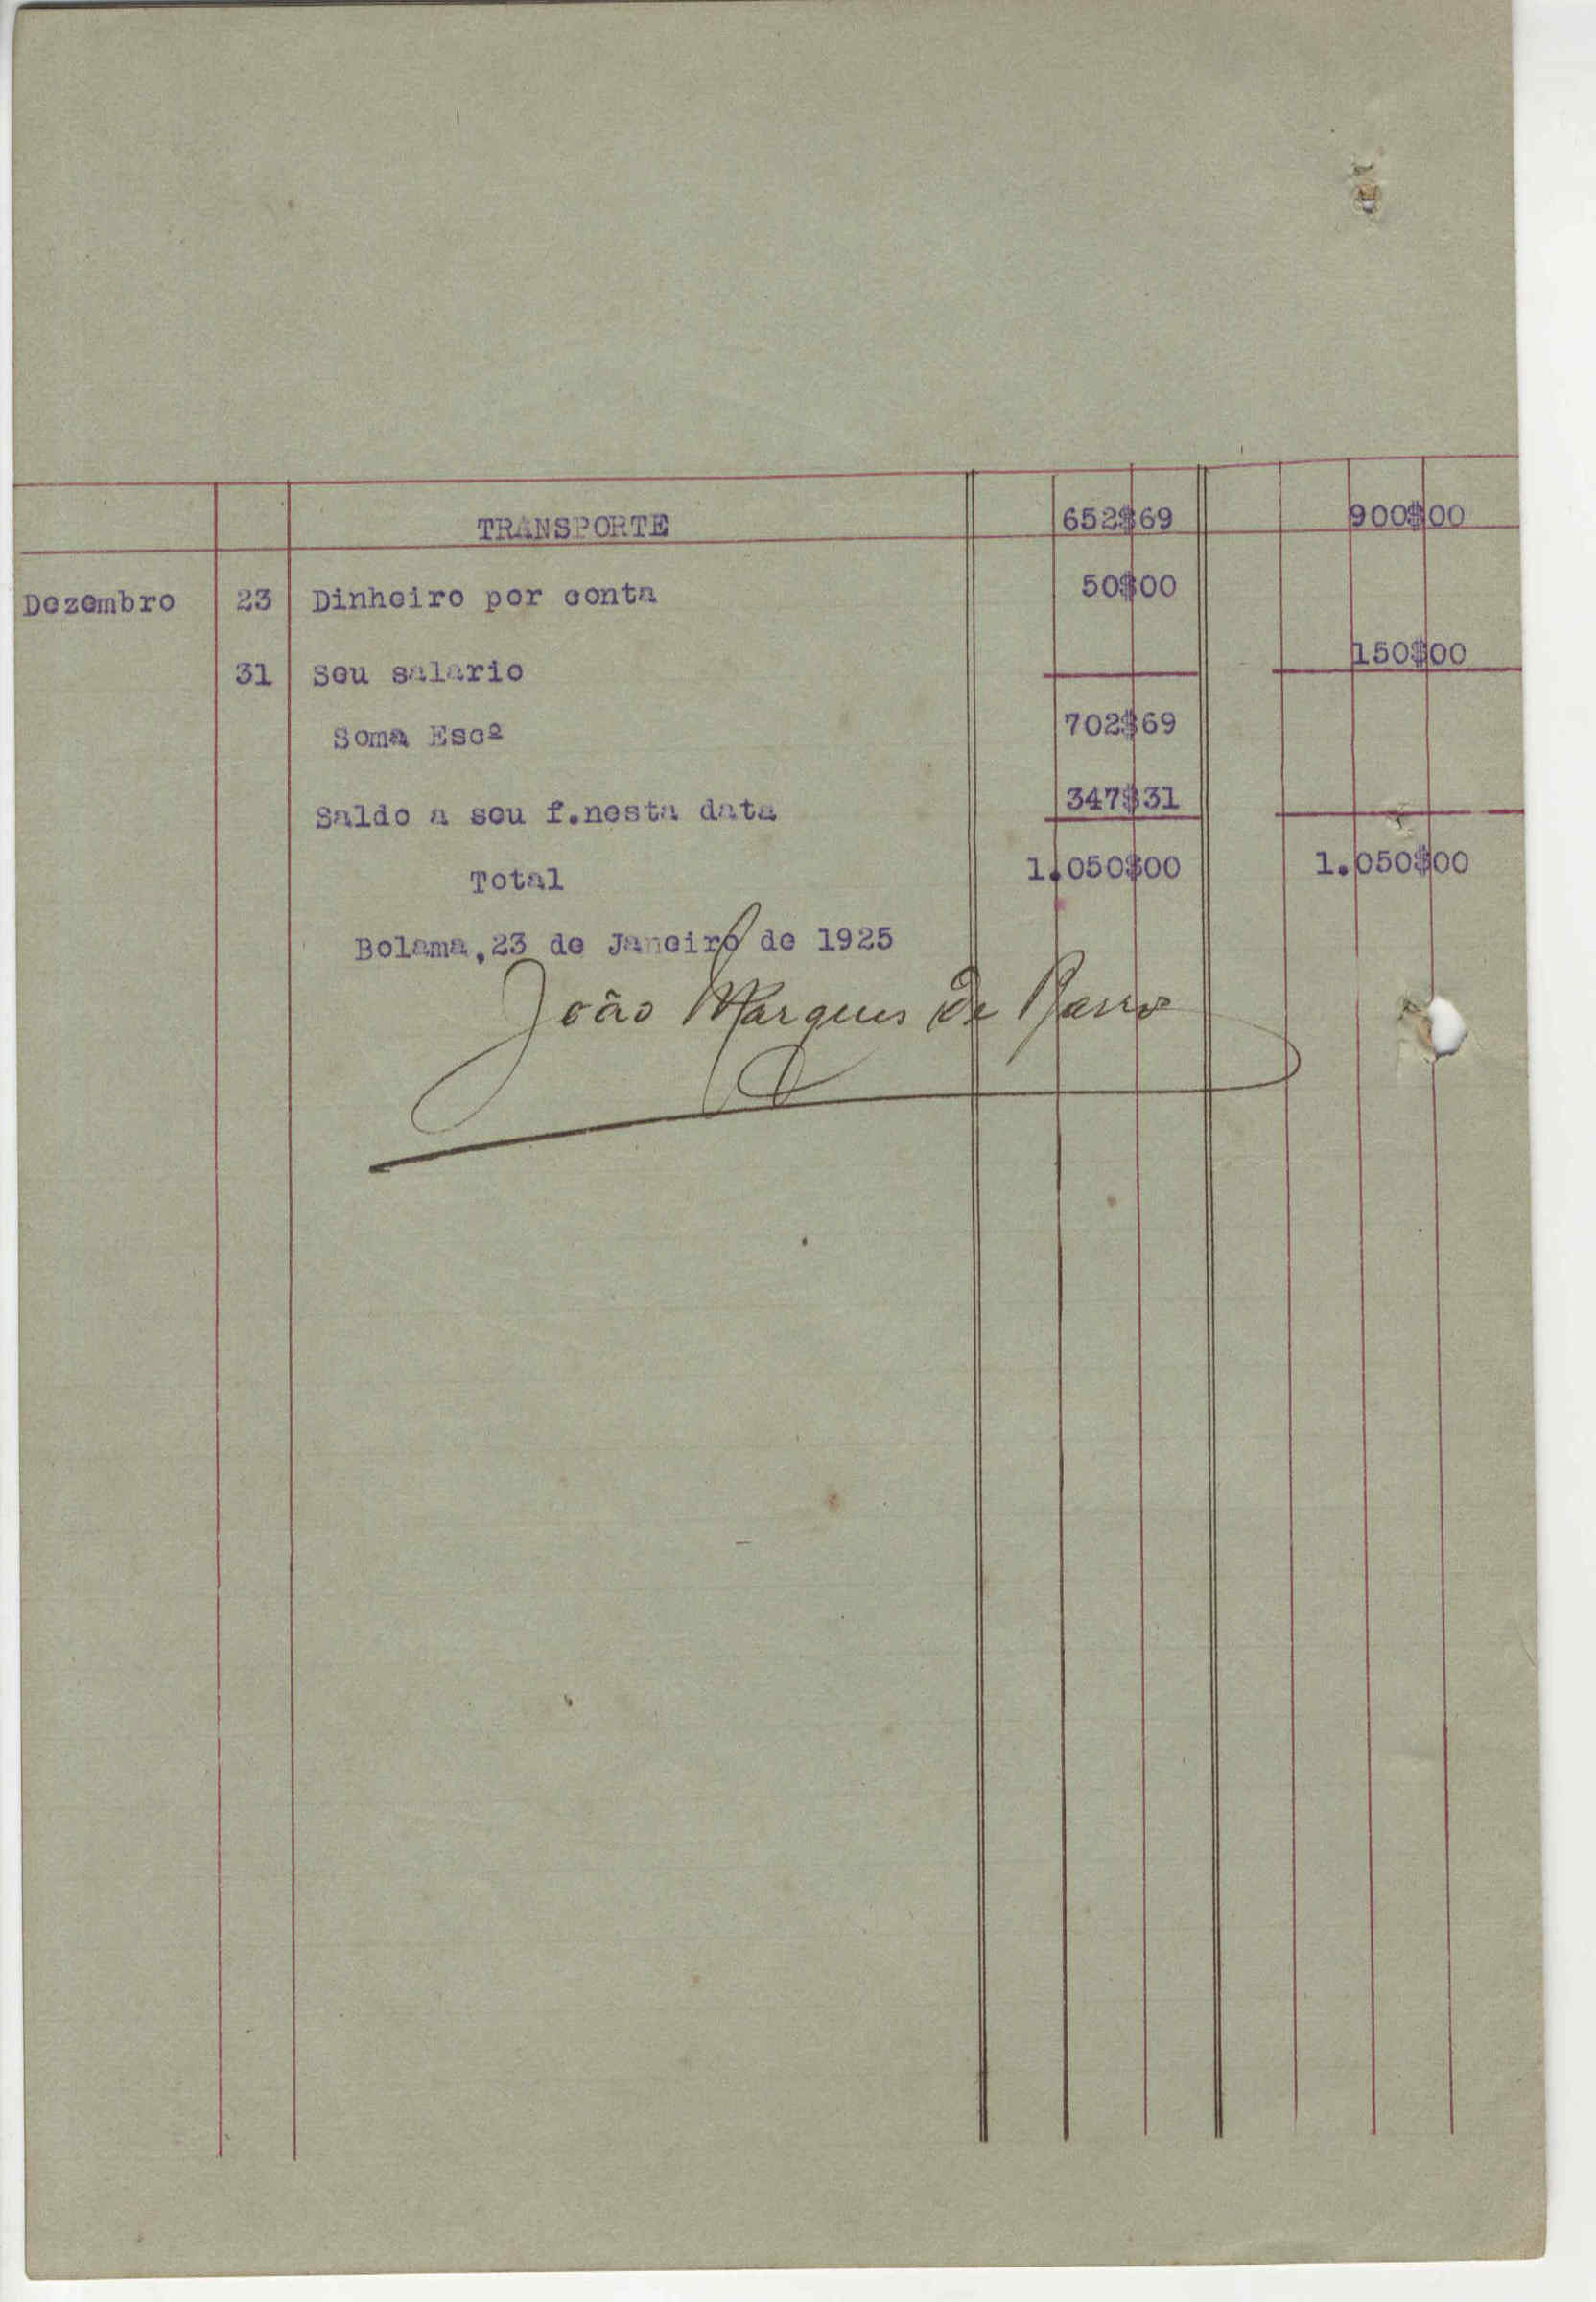 TRANSPORTE 652$69 900$00
Dezembro 23 Dinheiro por conta 50$00
31 Seu salario 150$00
Soma Escº 702$69
Saldo a seu f.nesta data 347$31
Total 1.050$00 1.050$00
Bolama,23 de Janeiro de 1925
João Marques de Barros